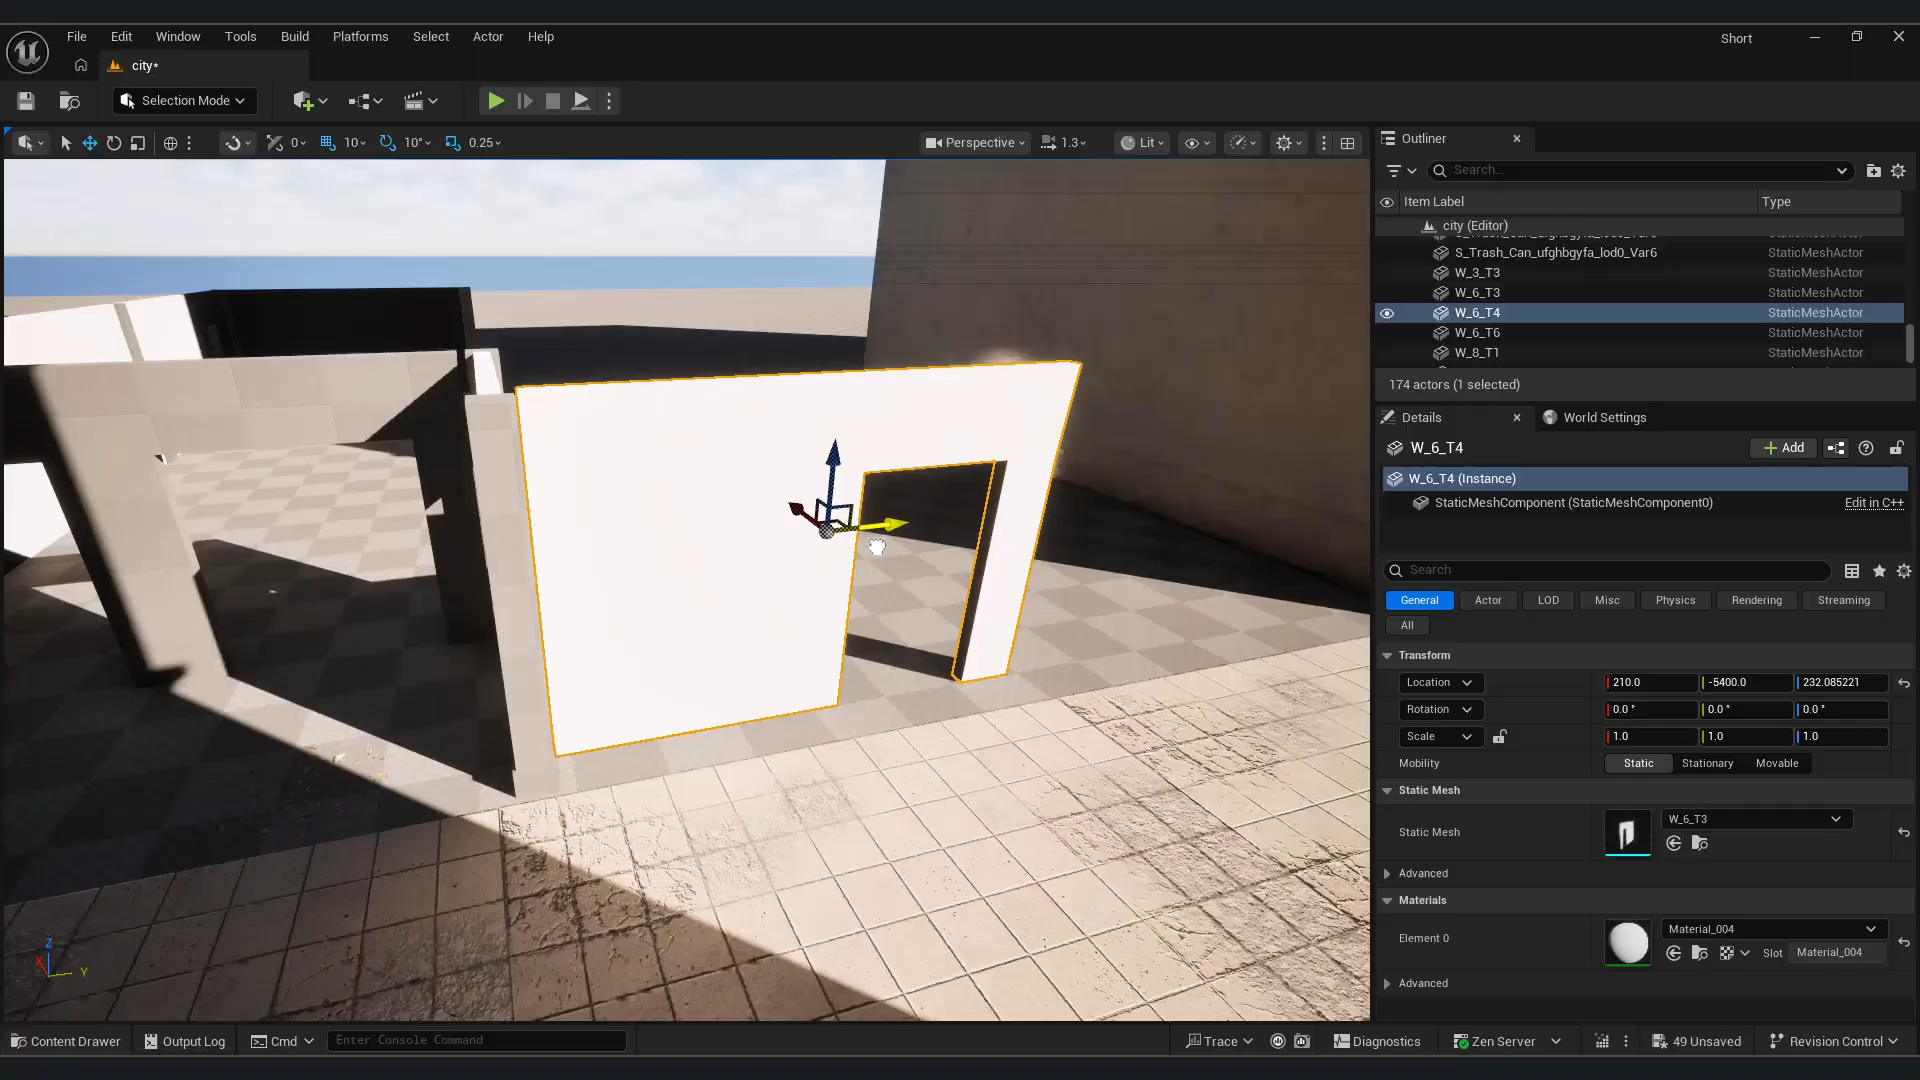 File Edit Window Tools Build Platforms Select Actor Help
Short
city*
Selection Mode
0 10 10° 0.25
Perspective 1.3 Lit
Outliner
Search...
Item Label Type
city (Editor)
S_Trash_Can_ufghbgyfa_lod0_Var6 StaticMeshActor
W_3_T3 StaticMeshActor
W_6_T3 StaticMeshActor
W_6_T4 StaticMeshActor
W_6_T6 StaticMeshActor
W_8_T1 StaticMeshActor
174 actors (1 selected)
Details World Settings
W_6_T4 Add
W_6_T4 (Instance)
StaticMeshComponent (StaticMeshComponent0) Edit in C++
Search
General Actor LOD Misc Physics Rendering Streaming
All
Transform
Location 210.0 -5400.0 232.085221
Rotation 0.0 ° 0.0 ° 0.0 °
Scale 1.0 1.0 1.0
Mobility Static Stationary Movable
Static Mesh
Static Mesh W_6_T3
Advanced
Materials
Element 0 Material_004
Slot Material_004
Advanced
Z
X Y
Content Drawer Output Log Cmd Enter Console Command Trace Diagnostics Zen Server 49 Unsaved Revision Control